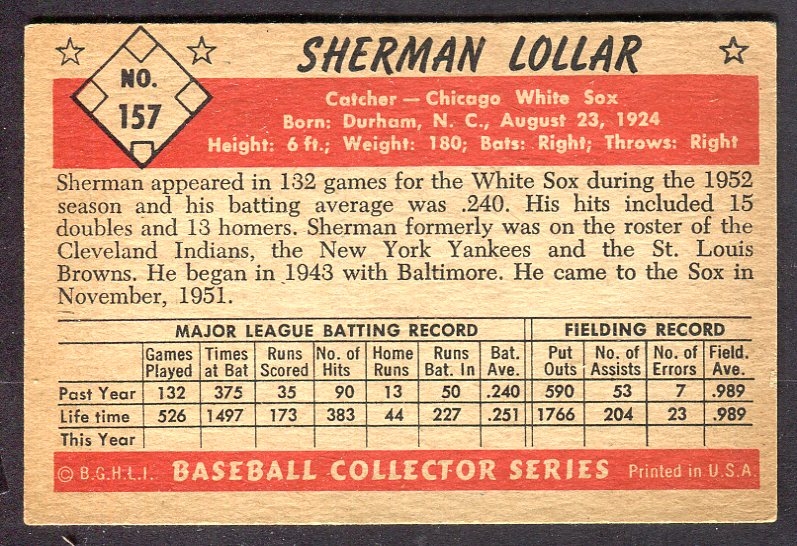 SHERMAN LOLLAR
NO.
157
Catcher — Chicago White Sox
Born: Durham, N. C., August 23, 1924
Height: 6 ft.; Weight: 180; Bats: Right; Throws: Right
Sherman appeared in 132 games for the White Sox during the 1952
season and his batting average was .240. His hits included 15
doubles and 13 homers. Sherman formerly was on the roster of the
Cleveland Indians, the New York Yankees and the St. Louis
Browns. He began in 1943 with Baltimore. He came to the Sox in
November, 1951.
MAJOR LEAGUE BATTING RECORD FIELDING RECORD
Games Times Runs No. of Home Runs Bat. Put No. of No. of Field.
Played at Bat Scored Hits Runs Bat. In Ave. Outs Assists Errors Ave.
Past Year 132 375 35 90 13 50 .240 590 53 7 .989
Life time 526 1497 173 383 44 227 .251 1766 204 23 .989
This Year
© B.G.H.L.I.. BASEBALL COLLECTOR SERIES Printed in U.S.A.